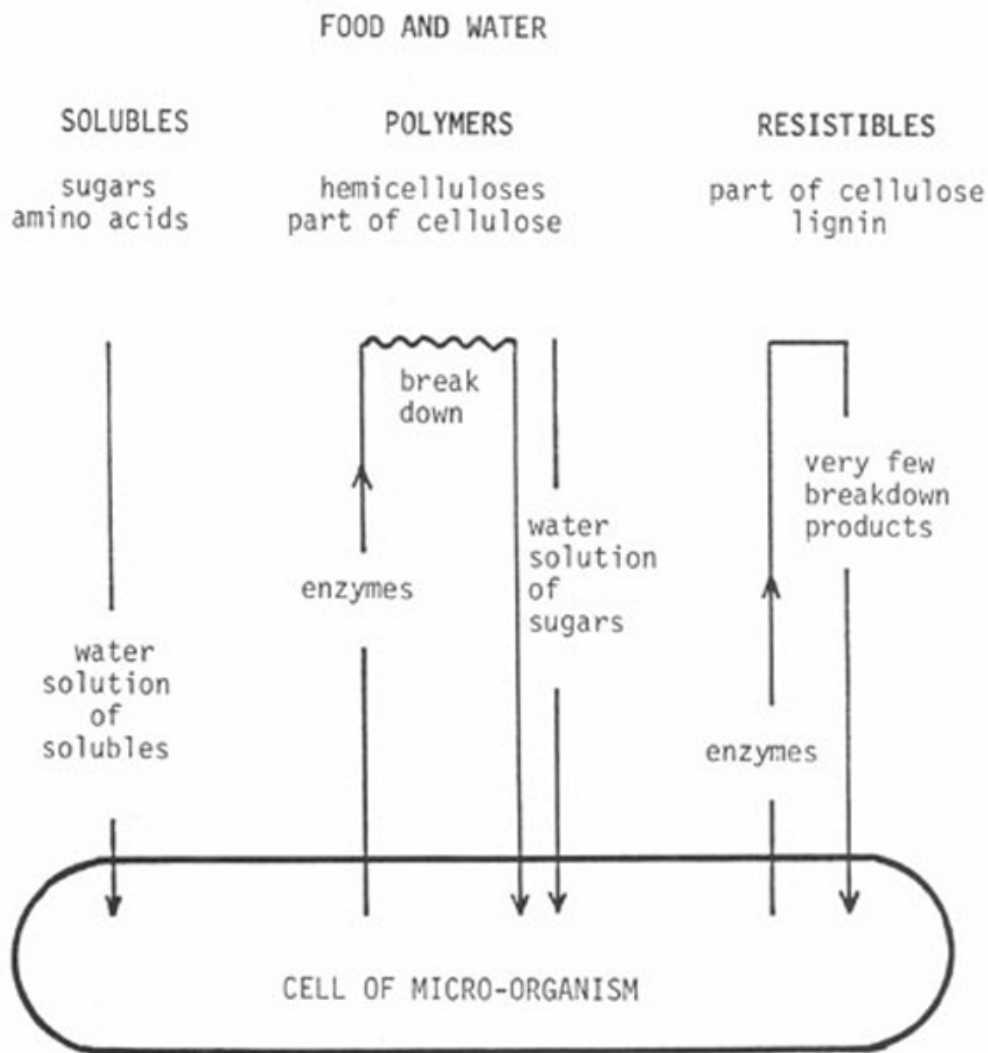 FOOD AND WATER
SOLUBLES
sugars
amino acids
water
solution
of
solubles
POLYMERS
hemicelluloses
part of cellulose
break
down
enzymes
water
solution
of
sugars
RESISTIBLES
part of cellulose
lignin
very few
breakdown
products
enzymes
CELL OF MICRO-ORGANISM